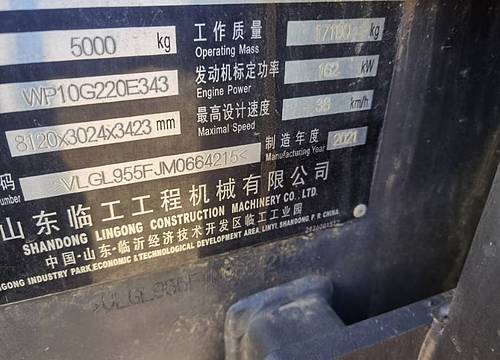 5000 kg
工作质量 17100 kg
Operating Mass
WP10G220E343
发动机标定功率 162 kW
Engine Power
8120x3024x3423 mm
最高设计速度 38 km/h
Maximal Speed
码 VLGL955FJM0664215<
Number
制造年度 2021
Manufacturing Year
山东临工工程机械有限公司
SHANDONG LINGONG CONSTRUCTION MACHINERY CO., LTD.
中国-山东-临沂经济技术开发区临工工业园
GONG INDUSTRY PARK,ECONOMIC & TECHNOLOGICAL DEVELOPMENT AREA, LINYI, SHANDONG, P. R. CHINA